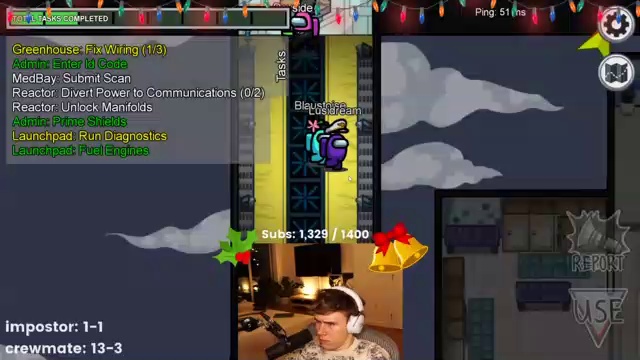 TOTAL TASKS COMPLETED
side
Ping: 51 ms
Greenhouse: Fix Wiring (1/3)
Admin: Enter Id Code
MedBay: Submit Scan
Reactor: Divert Power to Communications (0/2)
Reactor: Unlock Manifolds
Admin: Prime Shields
Launchpad: Run Diagnostics
Launchpad: Fuel Engines
Tasks
Lusidream
Subs: 1,329 / 1400
REPORT
USE
impostor: 1-1
crewmate: 13-3